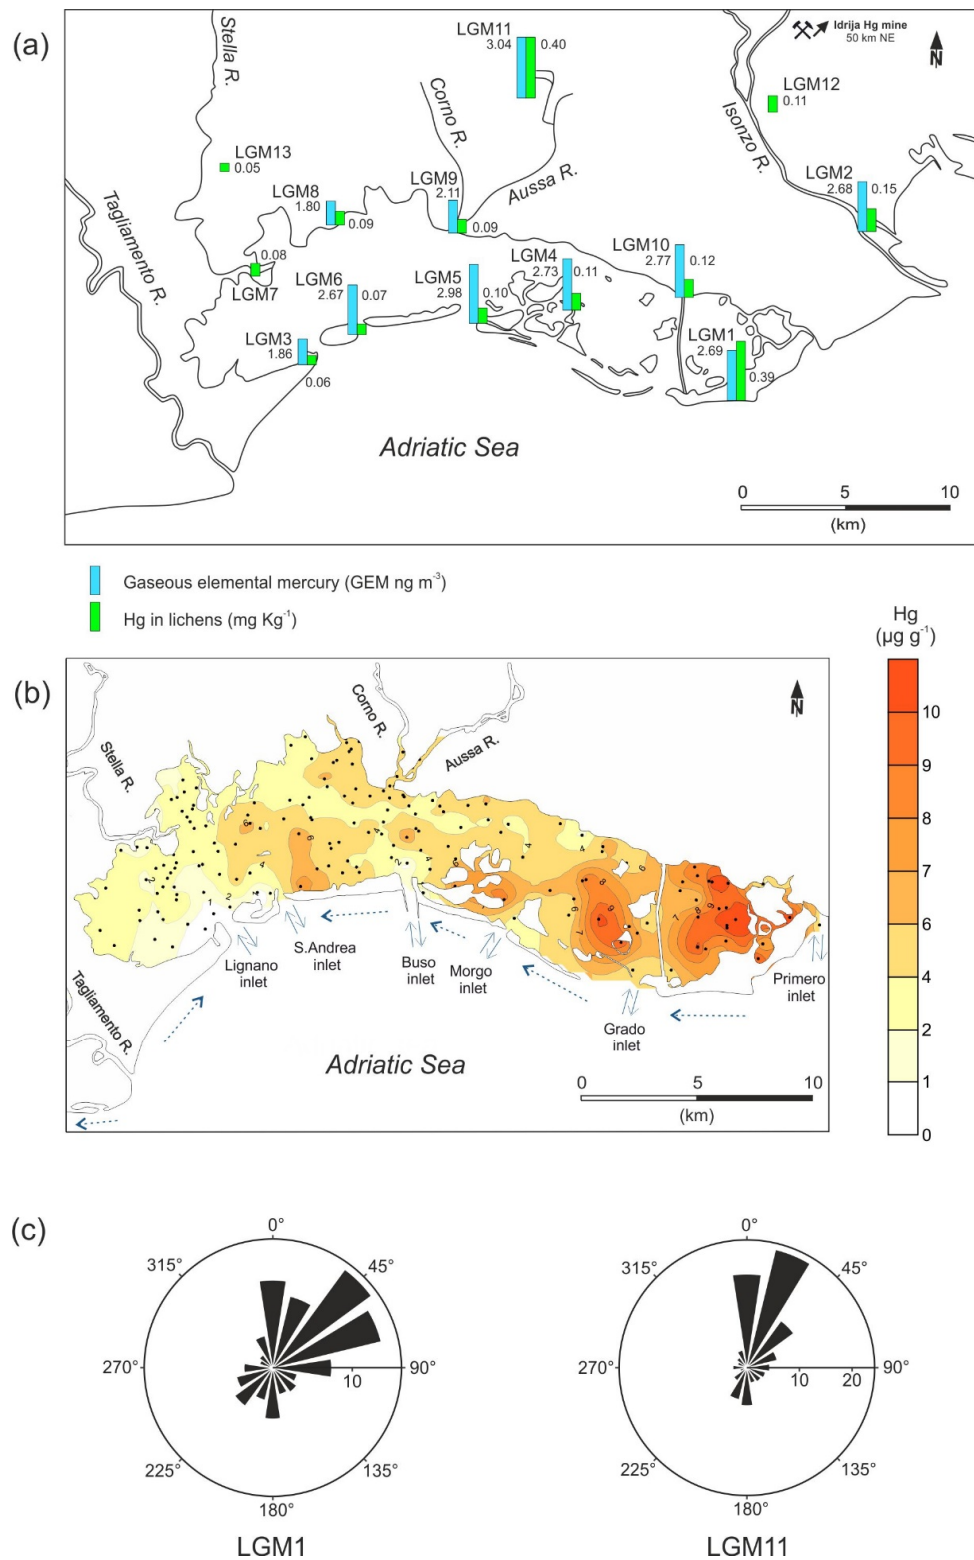 (a)
Stella R.
Corno R.
Aussa R.
Isonzo R.
Tagliamento R.
Idrija Hg mine
50 km NE
N
LGM11
3.04 0.40
LGM12
0.11
LGM13
0.05
LGM8
1.80
0.09
LGM9
2.11
0.09
LGM2
2.68 0.15
0.08
LGM7
LGM6
2.67 0.07
LGM5
2.98 0.10
LGM4
2.73 0.11
LGM10
2.77 0.12
LGM3
1.86
0.06
LGM1
2.69
0.39
Adriatic Sea
0 5 10
(km)
Gaseous elemental mercury (GEM ng m⁻³)
Hg in lichens (mg Kg⁻¹)
(b)
Stella R.
Corno R.
Aussa R.
N
Tagliamento R.
Lignano
inlet
S.Andrea
inlet
Buso
inlet
Morgo
inlet
Grado
inlet
Primero
inlet
Adriatic Sea
0 5 10
(km)
Hg
(µg g⁻¹)
10
9
8
7
6
4
2
1
0
(c)
0°
45°
90°
135°
180°
225°
270°
315°
10
LGM1
0°
45°
90°
135°
180°
225°
270°
315°
10 20
LGM11